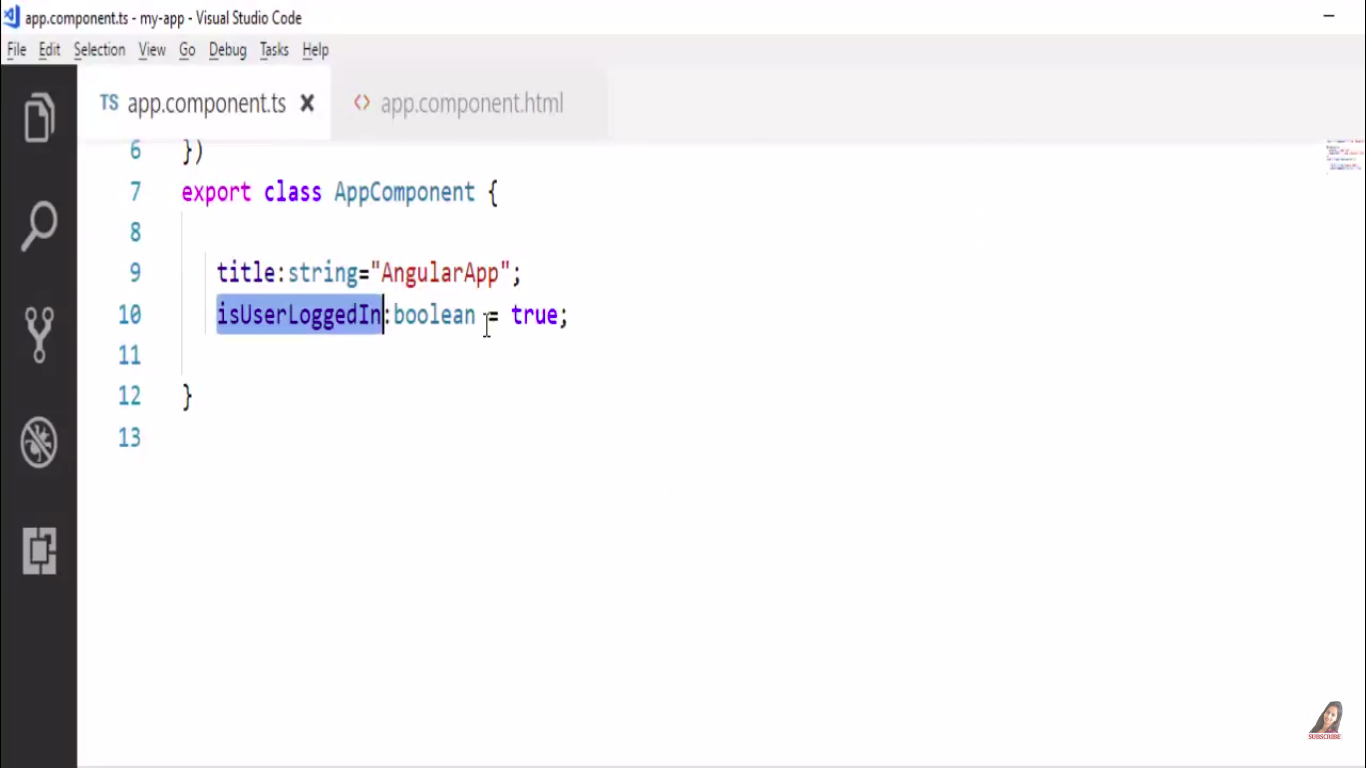 app.component.ts - my-app - Visual Studio Code
File Edit Selection View Go Debug Tasks Help
TS app.component.ts app.component.html
6 })
7 export class AppComponent {
8
9 title:string="AngularApp";
10 isUserLoggedIn:boolean = true;
11
12 }
13
SUBSCRIBE